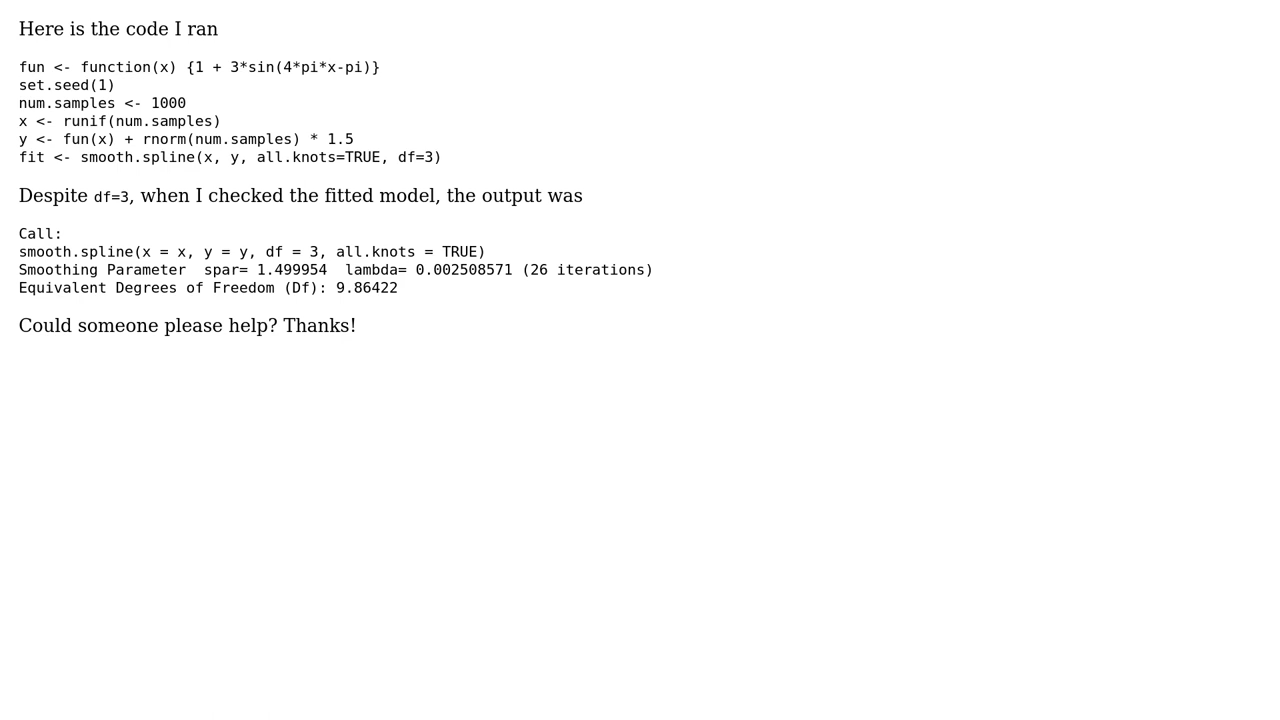 Here is the code I ran
fun <- function(x) {1 + 3*sin(4*pi*x-pi)}
set.seed(1)
num.samples <- 1000
x <- runif(num.samples)
y <- fun(x) + rnorm(num.samples) * 1.5
fit <- smooth.spline(x, y, all.knots=TRUE, df=3)
Despite df=3, when I checked the fitted model, the output was
Call:
smooth.spline(x = x, y = y, df = 3, all.knots = TRUE)
Smoothing Parameter  spar= 1.499954  lambda= 0.002508571 (26 iterations)
Equivalent Degrees of Freedom (Df): 9.86422
Could someone please help? Thanks!